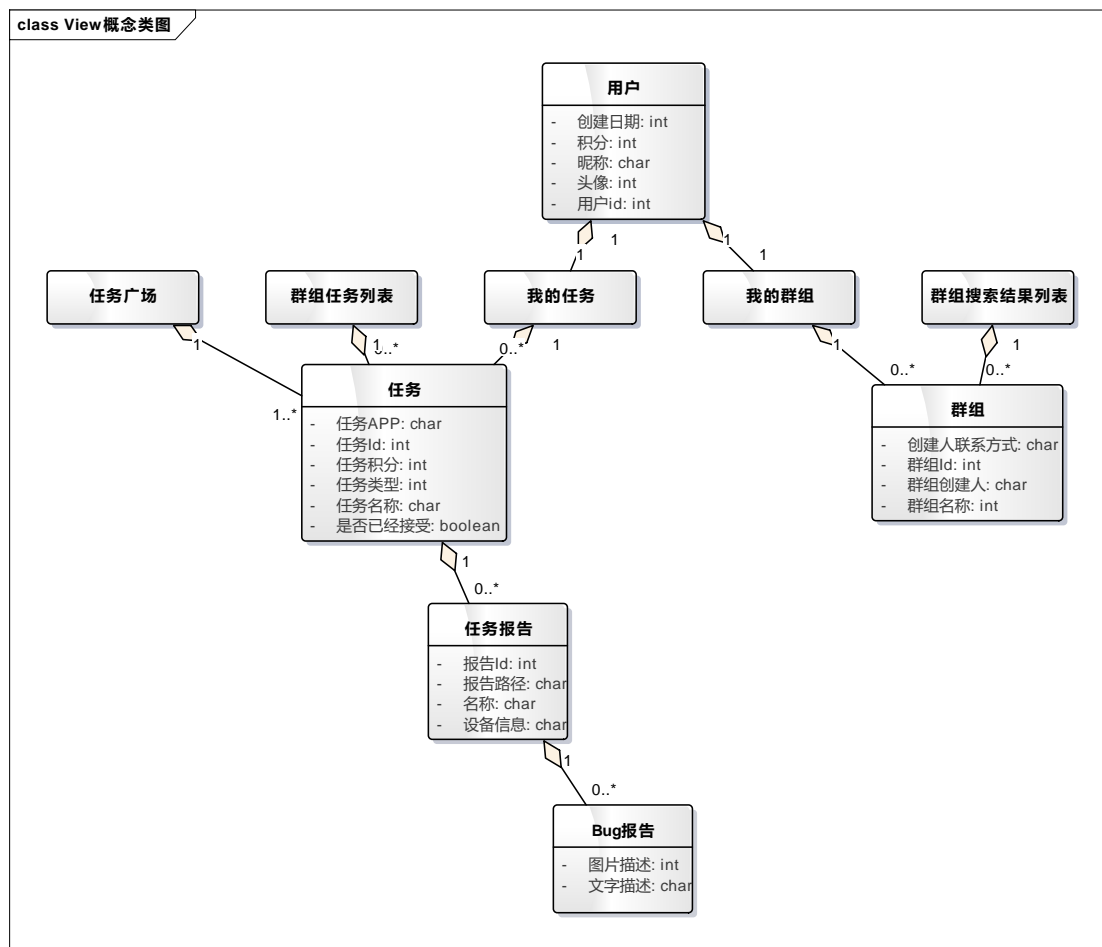 class View概念类图
用户
- 创建日期: int
- 积分: int
- 昵称: char
- 头像: int
- 用户id: int
1
1
1
1
任务广场
群组任务列表
我的任务
我的群组
群组搜索结果列表
1
1
0..*
0..*
1
1
1
0..*
0..*
1..*
任务
- 任务APP: char
- 任务Id: int
- 任务积分: int
- 任务类型: int
- 任务名称: char
- 是否已经接受: boolean
群组
- 创建人联系方式: char
- 群组Id: int
- 群组创建人: char
- 群组名称: int
1
0..*
任务报告
- 报告Id: int
- 报告路径: char
- 名称: char
- 设备信息: char
1
0..*
Bug报告
- 图片描述: int
- 文字描述: char